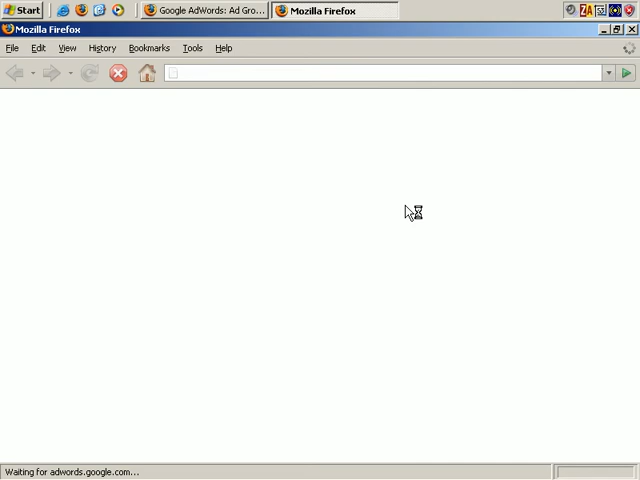 Start
Google AdWords: Ad Gro...
Mozilla Firefox
ZA
Mozilla Firefox
File Edit View History Bookmarks Tools Help
Waiting for adwords.google.com...